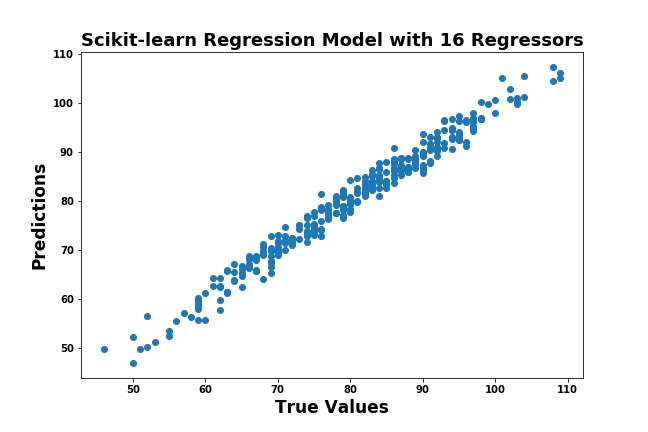 Scikit-learn Regression Model with 16 Regressors
110
100
90
80
70
60
50
Predictions
50 60 70 80 90 100 110
True Values